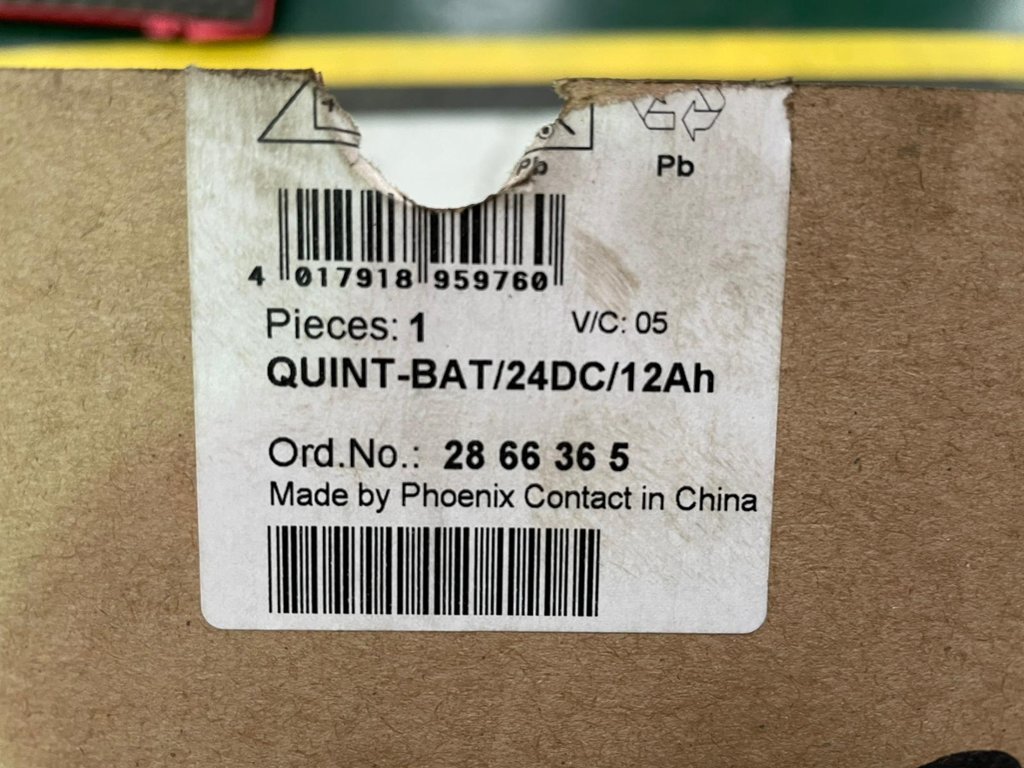 Pb
Pb
4 017918 959760
Pieces: 1
V/C: 05
QUINT-BAT/24DC/12Ah
Ord.No.: 28 66 36 5
Made by Phoenix Contact in China